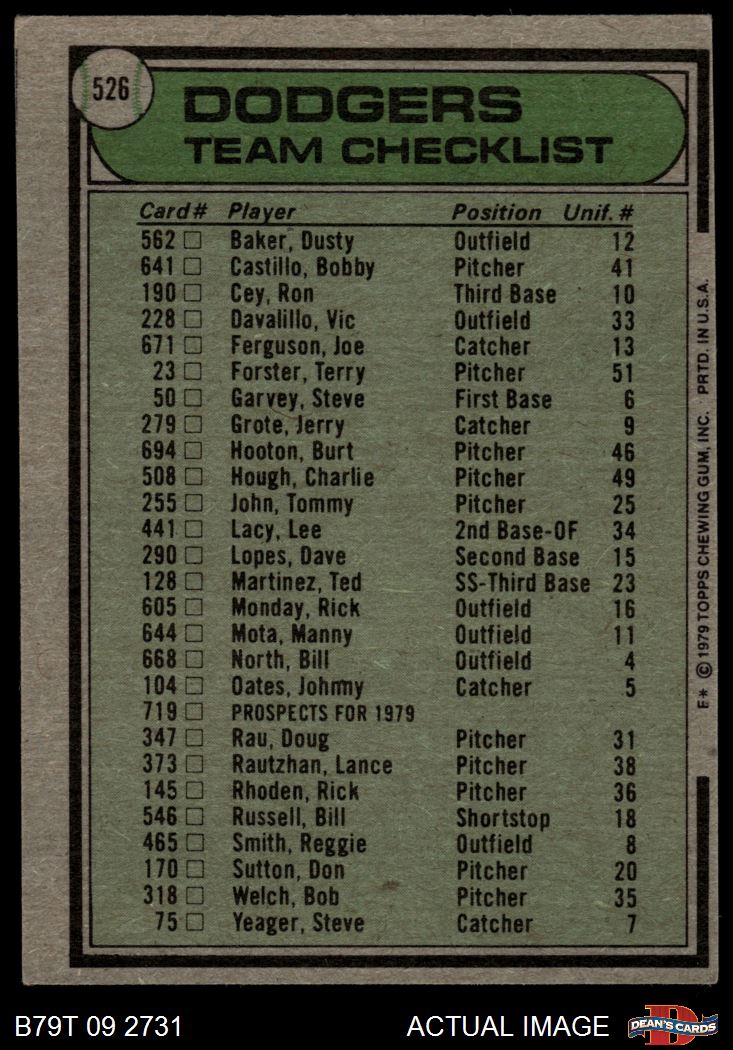 526
DODGERS
TEAM CHECKLIST
Card# Player Position Unif. #
562 Baker, Dusty Outfield 12
641 Castillo, Bobby Pitcher 41
190 Cey, Ron Third Base 10
228 Davalillo, Vic Outfield 33
671 Ferguson, Joe Catcher 13
23 Forster, Terry Pitcher 51
50 Garvey, Steve First Base 6
279 Grote, Jerry Catcher 9
694 Hooton, Burt Pitcher 46
508 Hough, Charlie Pitcher 49
255 John, Tommy Pitcher 25
441 Lacy, Lee 2nd Base-OF 34
290 Lopes, Dave Second Base 15
128 Martinez, Ted SS-Third Base 23
605 Monday, Rick Outfield 16
644 Mota, Manny Outfield 11
668 North, Bill Outfield 4
104 Oates, Johnny Catcher 5
719 PROSPECTS FOR 1979
347 Rau, Doug Pitcher 31
373 Rautzhan, Lance Pitcher 38
145 Rhoden, Rick Pitcher 36
546 Russell, Bill Shortstop 18
465 Smith, Reggie Outfield 8
170 Sutton, Don Pitcher 20
318 Welch, Bob Pitcher 35
75 Yeager, Steve Catcher 7
E* © 1979 TOPPS CHEWING GUM, INC. PRTD. IN U.S.A.
B79T 09 2731 ACTUAL IMAGE
D
DEAN'S CARDS